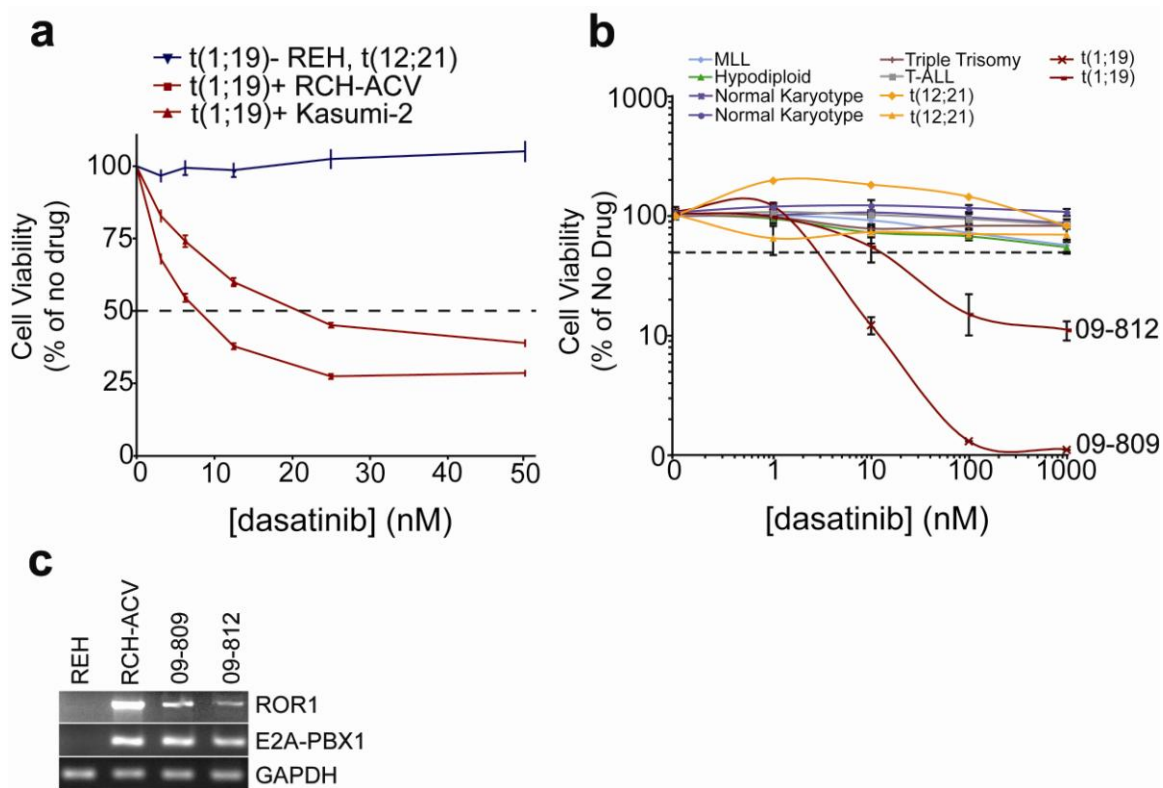 a
t(1;19)- REH, t(12;21)
t(1;19)+ RCH-ACV
t(1;19)+ Kasumi-2
Cell Viability
(% of no drug)
100
75
50
25
0
0 10 20 30 40 50
[dasatinib] (nM)
b
MLL
Hypodiploid
Normal Karyotype
Normal Karyotype
Triple Trisomy
T-ALL
t(12;21)
t(12;21)
t(1;19)
t(1;19)
Cell Viability
(% of No Drug)
1000
100
10
1
0
0 1 10 100 1000
09-812
09-809
[dasatinib] (nM)
c
REH
RCH-ACV
09-809
09-812
ROR1
E2A-PBX1
GAPDH